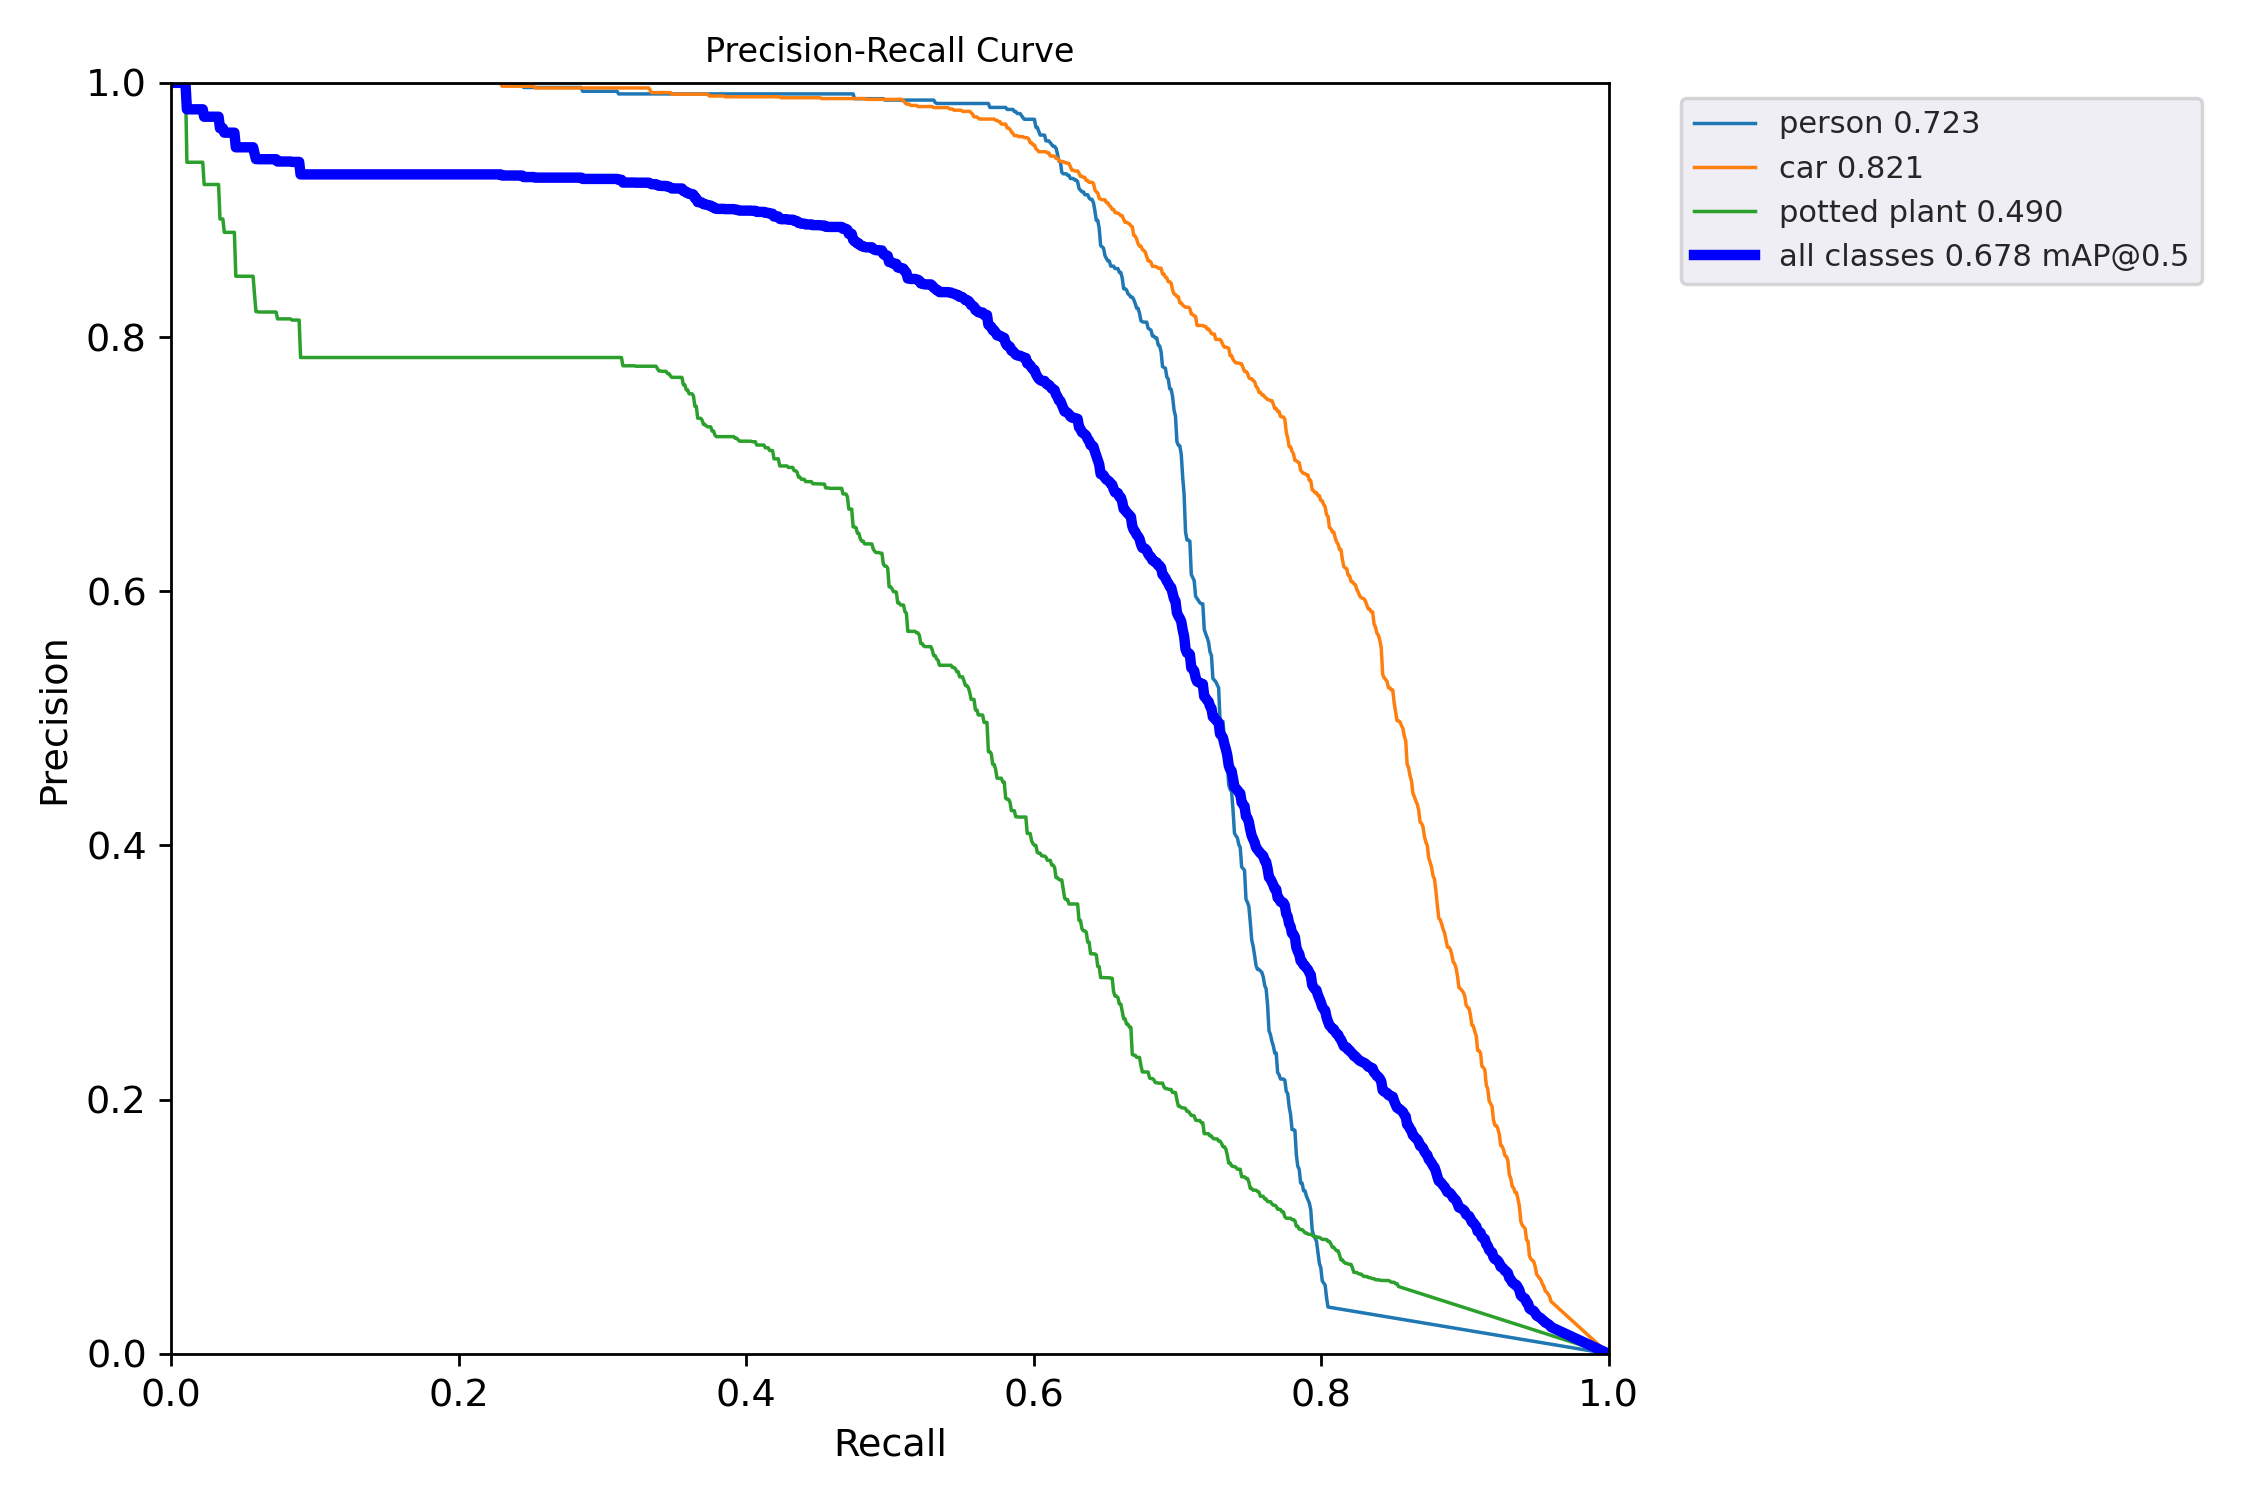 Precision-Recall Curve
1.0
0.8
0.6
0.4
0.2
0.0
Precision
0.0 0.2 0.4 0.6 0.8 1.0
Recall
person 0.723
car 0.821
potted plant 0.490
all classes 0.678 mAP@0.5